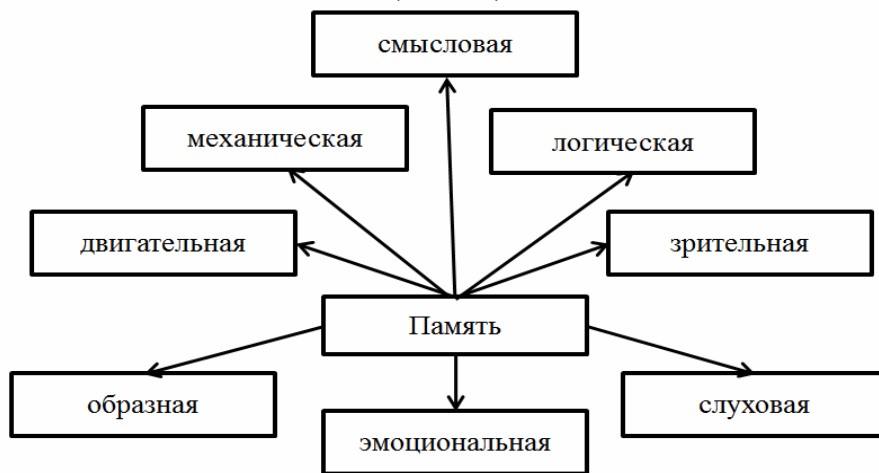 смысловая
механическая
логическая
двигательная
зрительная
Память
образная
слуховая
эмоциональная